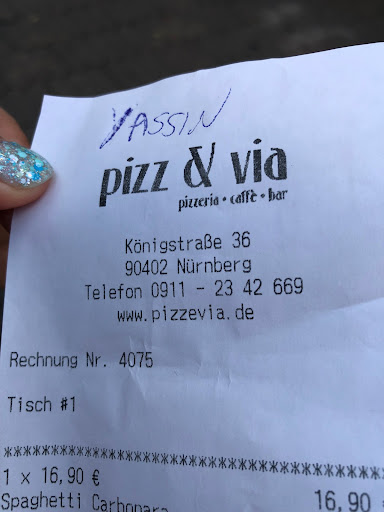 YASSIN
pizz & via
pizzeria • caffè • bar
Königstraße 36
90402 Nürnberg
Telefon 0911 - 23 42 669
www.pizzevia.de
Rechnung Nr. 4075
Tisch #1
**************************************
1 x 16,90 €
Spaghetti Carbonara 16,90